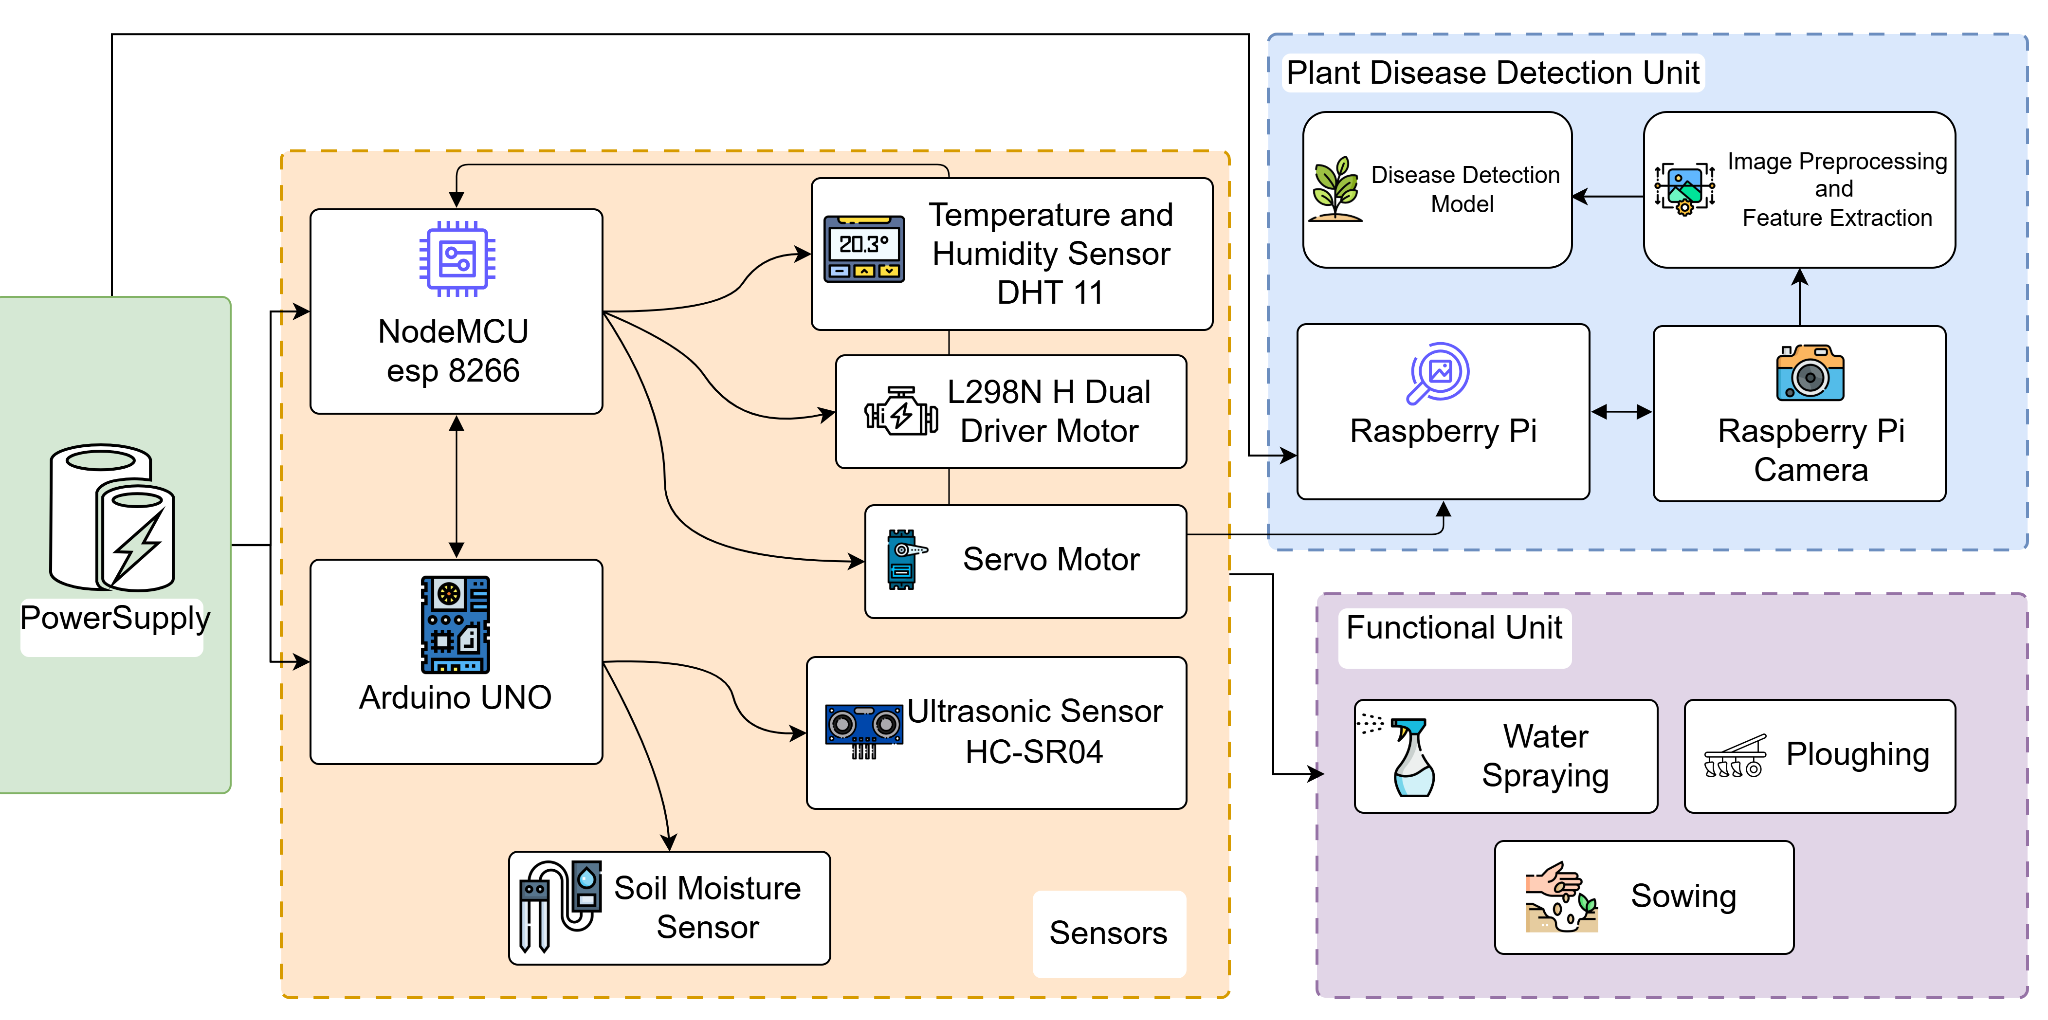 Plant Disease Detection Unit
Disease Detection
Model
Image Preprocessing
and
Feature Extraction
Temperature and
Humidity Sensor
DHT 11
20.3°
NodeMCU
esp 8266
L298N H Dual
Driver Motor
Raspberry Pi
Raspberry Pi
Camera
Servo Motor
PowerSupply
Arduino UNO
Ultrasonic Sensor
HC-SR04
Soil Moisture
Sensor
Sensors
Functional Unit
Water
Spraying
Ploughing
Sowing